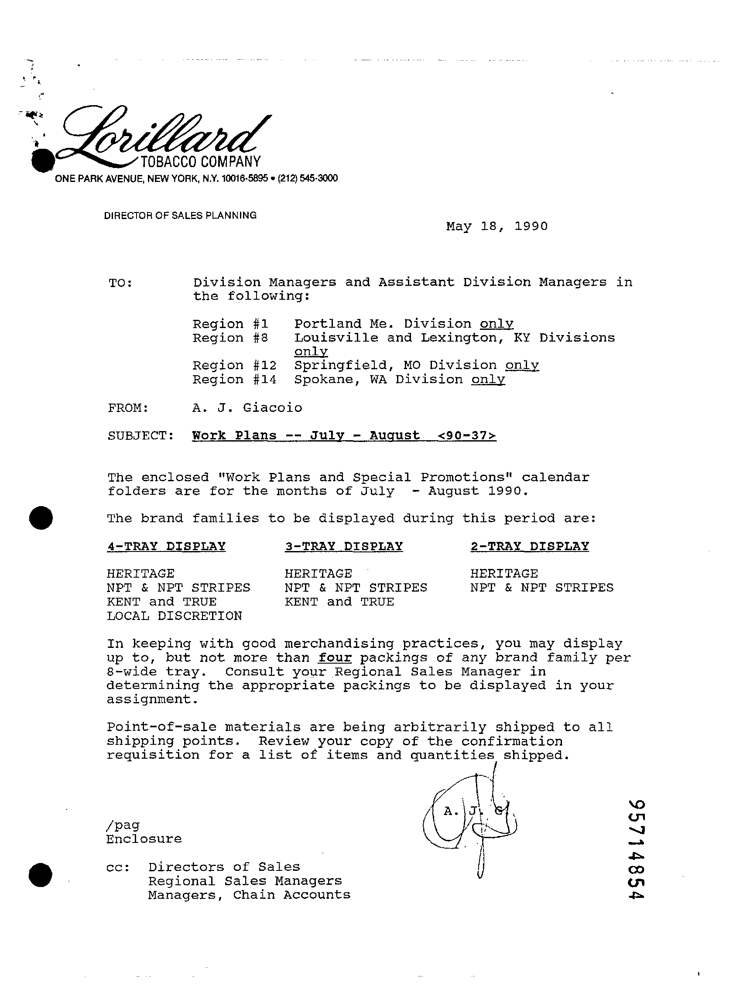 Lorillard
TOBACCO COMPANY
ONE PARK AVENUE, NEW YORK, N.Y. 10016-5895 • (212) 545-3000
DIRECTOR OF SALES PLANNING
May 18, 1990
TO: Division Managers and Assistant Division Managers in
the following:
Region #1 Portland Me. Division only
Region #8 Louisville and Lexington, KY Divisions
only
Region #12 Springfield, MO Division only
Region #14 Spokane, WA Division only
FROM: A. J. Giacoio
SUBJECT: Work Plans -- July - August <90-37>
The enclosed "Work Plans and Special Promotions" calendar
folders are for the months of July - August 1990.
The brand families to be displayed during this period are:
4-TRAY DISPLAY 3-TRAY DISPLAY 2-TRAY DISPLAY
HERITAGE HERITAGE HERITAGE
NPT & NPT STRIPES NPT & NPT STRIPES NPT & NPT STRIPES
KENT and TRUE KENT and TRUE
LOCAL DISCRETION
In keeping with good merchandising practices, you may display
up to, but not more than four packings of any brand family per
8-wide tray. Consult your Regional Sales Manager in
determining the appropriate packings to be displayed in your
assignment.
Point-of-sale materials are being arbitrarily shipped to all
shipping points. Review your copy of the confirmation
requisition for a list of items and quantities shipped.
A. J. G.
/pag
Enclosure
cc: Directors of Sales
Regional Sales Managers
Managers, Chain Accounts
95714854